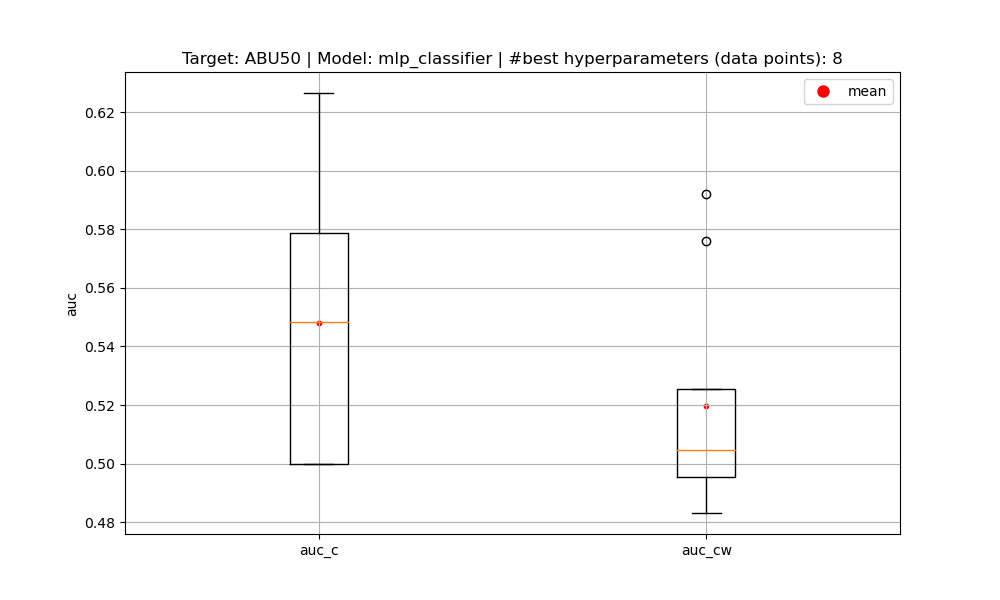 Target: ABU50 | Model: mlp_classifier | #best hyperparameters (data points): 8
mean
0.62
0.60
0.58
0.56
0.54
0.52
0.50
0.48
auc
auc_c
auc_cw